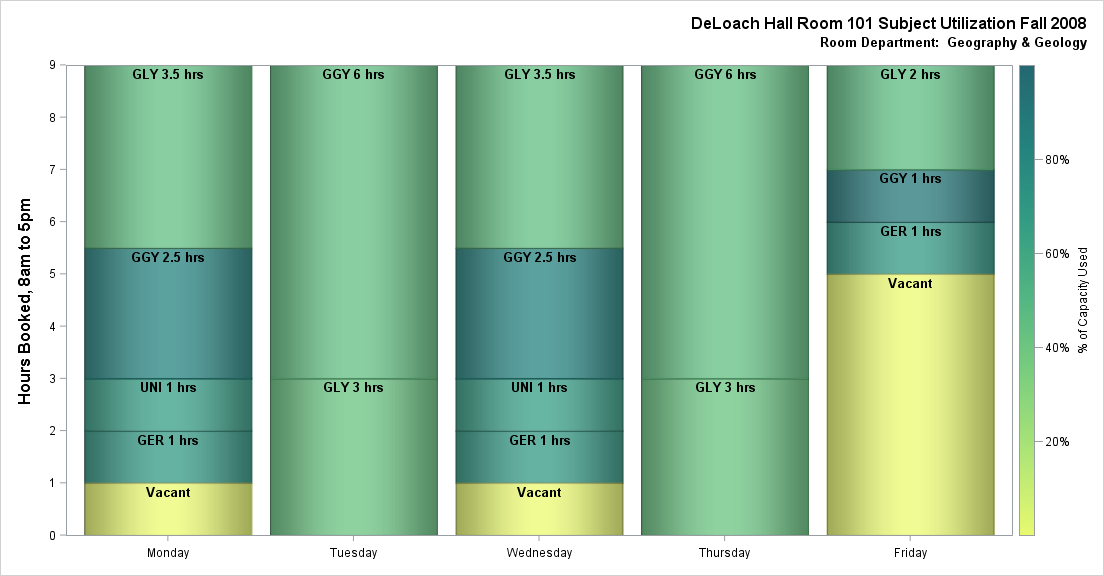 DeLoach Hall Room 101 Subject Utilization Fall 2008
Room Department: Geography & Geology
Hours Booked, 8am to 5pm
9
8
7
6
5
4
3
2
1
0
GLY 3.5 hrs
GGY 2.5 hrs
UNI 1 hrs
GER 1 hrs
Vacant
Monday
GGY 6 hrs
GLY 3 hrs
Tuesday
GLY 3.5 hrs
GGY 2.5 hrs
UNI 1 hrs
GER 1 hrs
Vacant
Wednesday
GGY 6 hrs
GLY 3 hrs
Thursday
GLY 2 hrs
GGY 1 hrs
GER 1 hrs
Vacant
Friday
80%
60%
40%
20%
% of Capacity Used